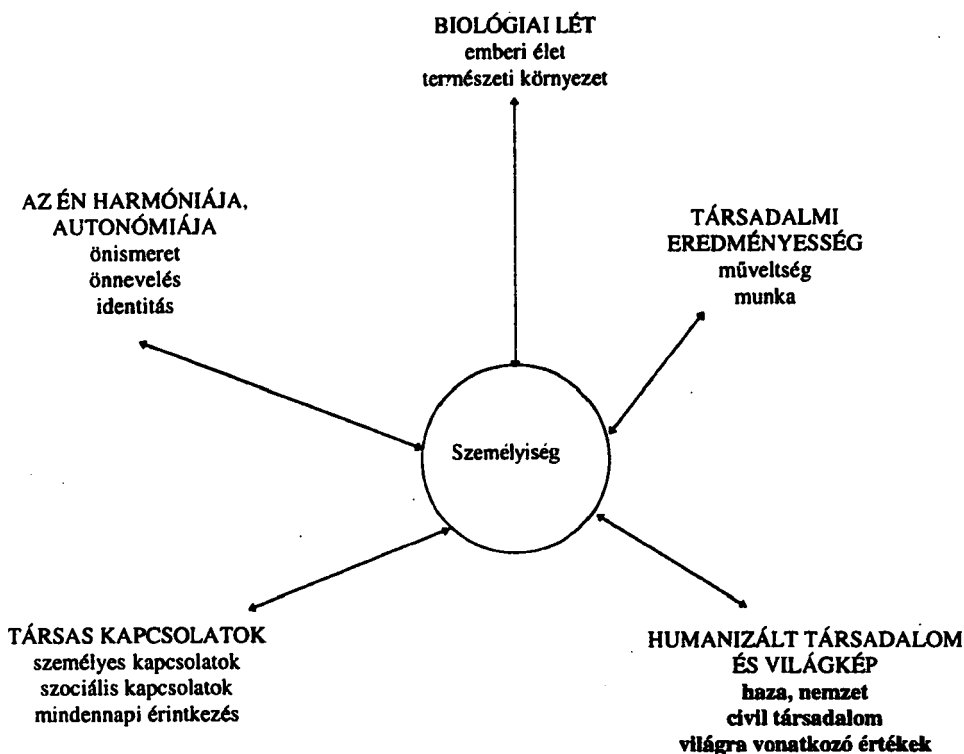 BIOLÓGIAI LÉT
emberi élet
természeti környezet
AZ ÉN HARMÓNIÁJA,
AUTONÓMIÁJA
önismeret
önnevelés
identitás
TÁRSADALMI
EREDMÉNYESSÉG
műveltség
munka
Személyiség
TÁRSAS KAPCSOLATOK
személyes kapcsolatok
szociális kapcsolatok
mindennapi érintkezés
HUMANIZÁLT TÁRSADALOM
ÉS VILÁGKÉP
haza, nemzet
civil társadalom
világra vonatkozó értékek